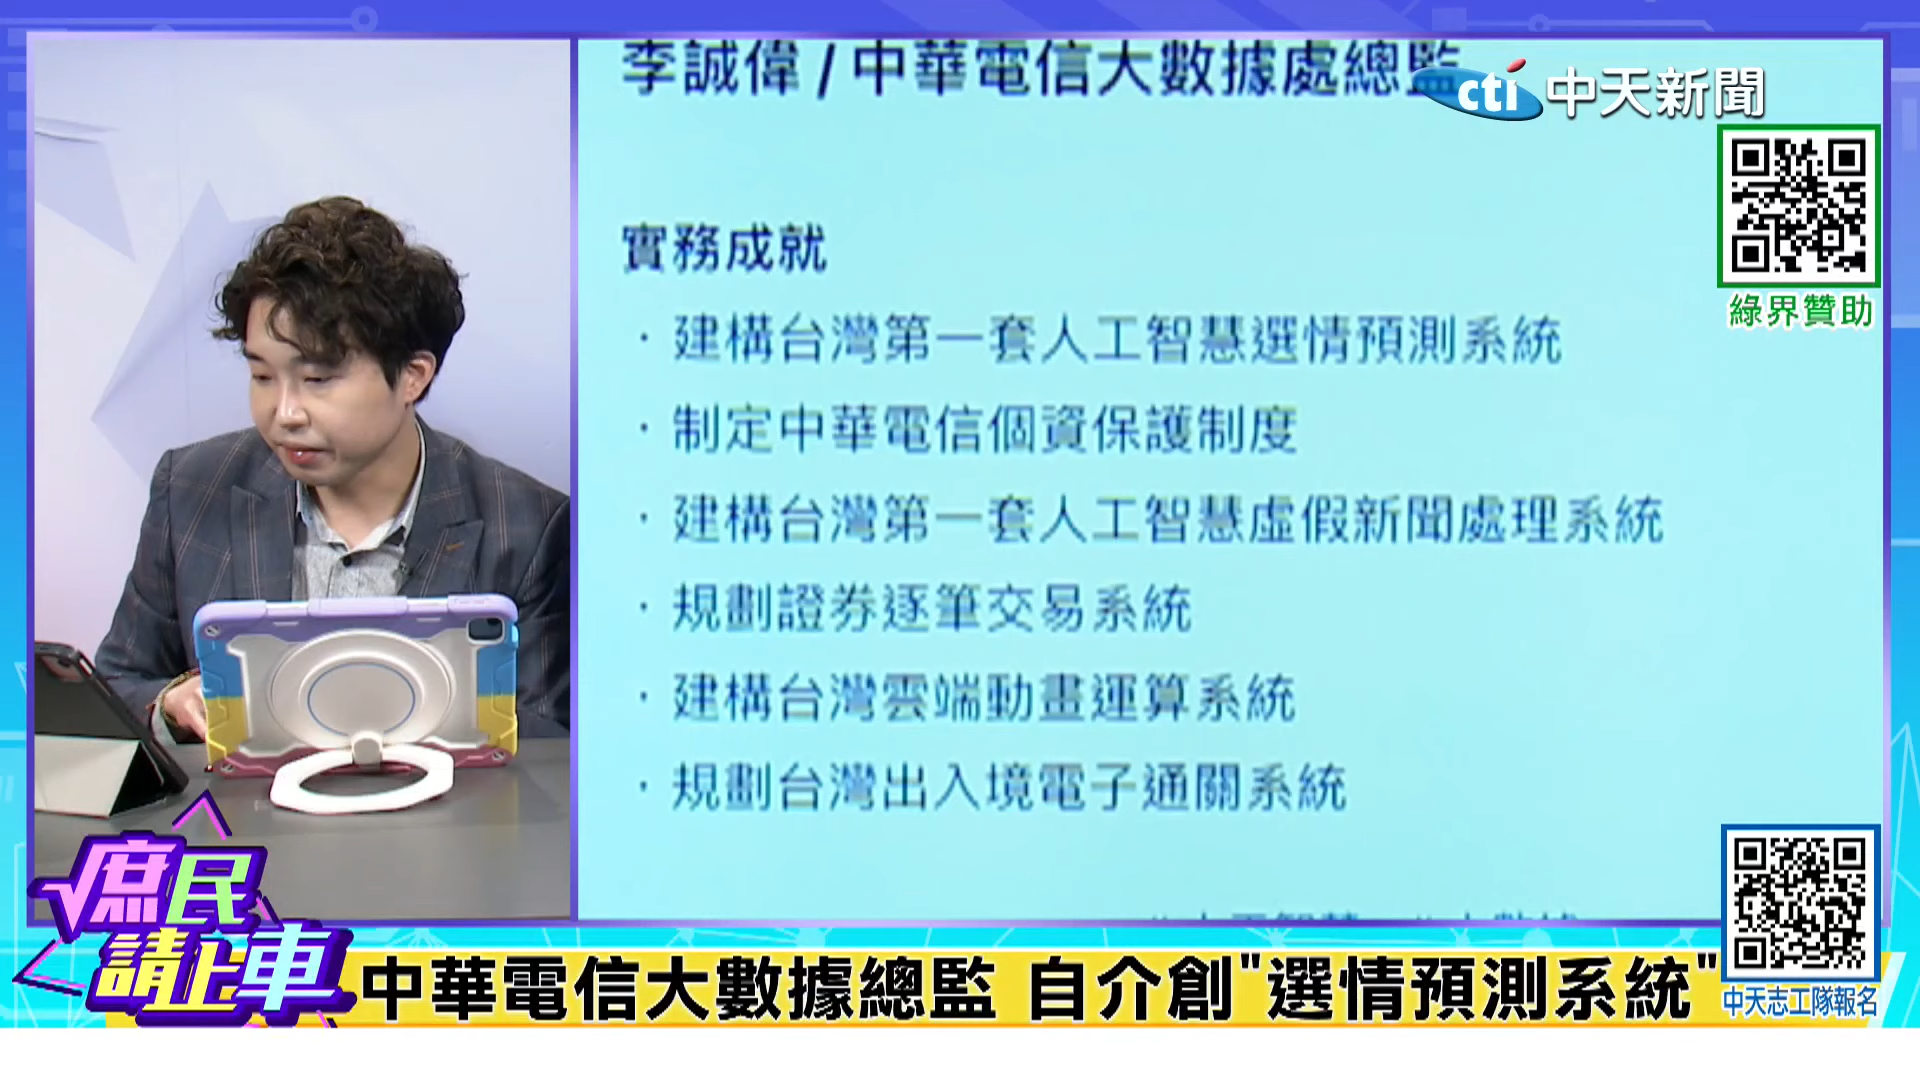 李誠偉 / 中華電信大數據處總監
cti 中天新聞
綠界贊助
實務成就
· 建構台灣第一套人工智慧選情預測系統
· 制定中華電信個資保護制度
· 建構台灣第一套人工智慧虛假新聞處理系統
· 規劃證券逐筆交易系統
· 建構台灣雲端動畫運算系統
· 規劃台灣出入境電子通關系統
庶民
請上車
中華電信大數據總監 自介創"選情預測系統"
中天志工隊報名